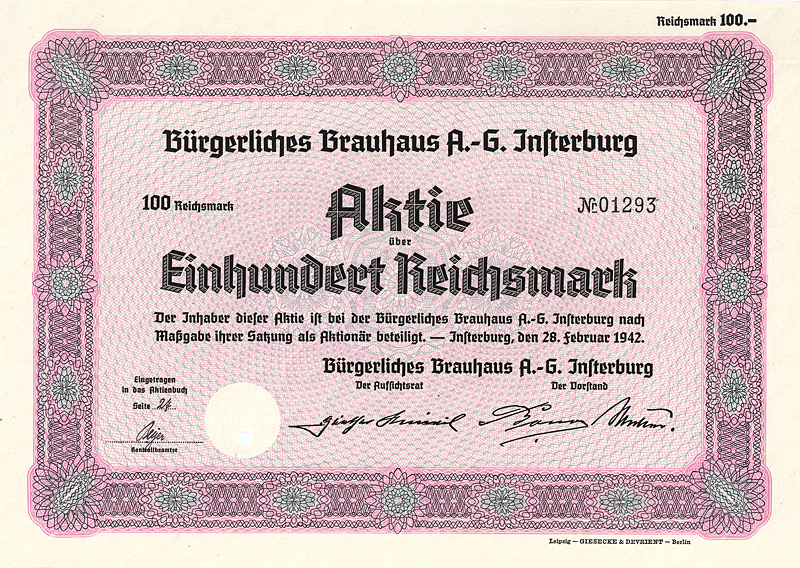 Reichsmark 100.–
Bürgerliches Brauhaus A.-G. Insterburg
100 Reichsmark
Aktie
№ 01293
über
Einhundert Reichsmark
Der Inhaber dieser Aktie ist bei der Bürgerliches Brauhaus A.-G. Insterburg nach
Maßgabe ihrer Satzung als Aktionär beteiligt. — Insterburg, den 28. Februar 1942.
Bürgerliches Brauhaus A.-G. Insterburg
Der Aufsichtsrat
Der Vorstand
Eingetragen
in das Aktienbuch
Seite 24
Kontrollbeamter
Leipzig – GIESECKE & DEVRIENT – Berlin